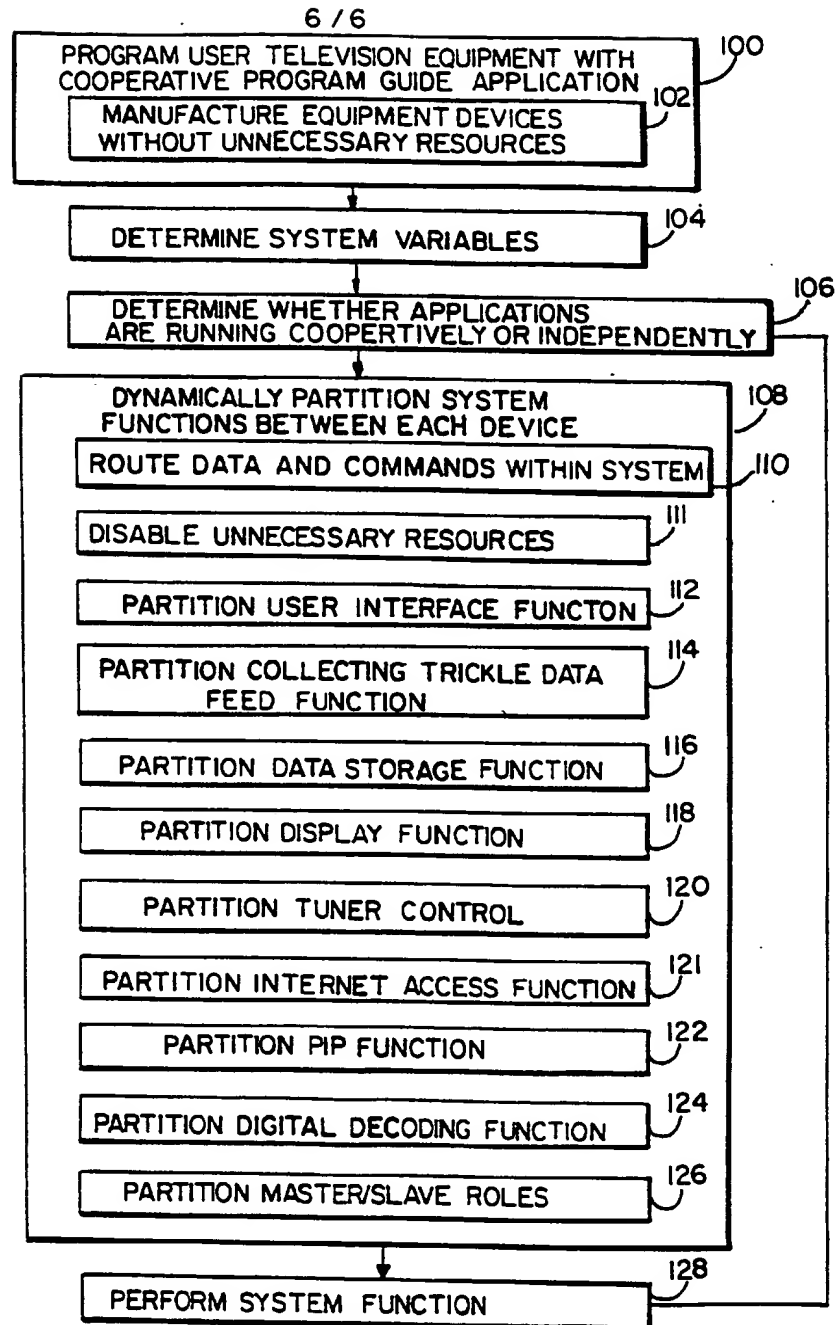 6 / 6
PROGRAM USER TELEVISION EQUIPMENT WITH
COOPERATIVE PROGRAM GUIDE APPLICATION
100
MANUFACTURE EQUIPMENT DEVICES
WITHOUT UNNECESSARY RESOURCES
102
DETERMINE SYSTEM VARIABLES
104
DETERMINE WHETHER APPLICATIONS
ARE RUNNING COOPERTIVELY OR INDEPENDENTLY
106
DYNAMICALLY PARTITION SYSTEM
FUNCTIONS BETWEEN EACH DEVICE
108
ROUTE DATA AND COMMANDS WITHIN SYSTEM
110
DISABLE UNNECESSARY RESOURCES
111
PARTITION USER INTERFACE FUNCTON
112
PARTITION COLLECTING TRICKLE DATA
FEED FUNCTION
114
PARTITION DATA STORAGE FUNCTION
116
PARTITION DISPLAY FUNCTION
118
PARTITION TUNER CONTROL
120
PARTITION INTERNET ACCESS FUNCTION
121
PARTITION PIP FUNCTION
122
PARTITION DIGITAL DECODING FUNCTION
124
PARTITION MASTER/SLAVE ROLES
126
PERFORM SYSTEM FUNCTION
128